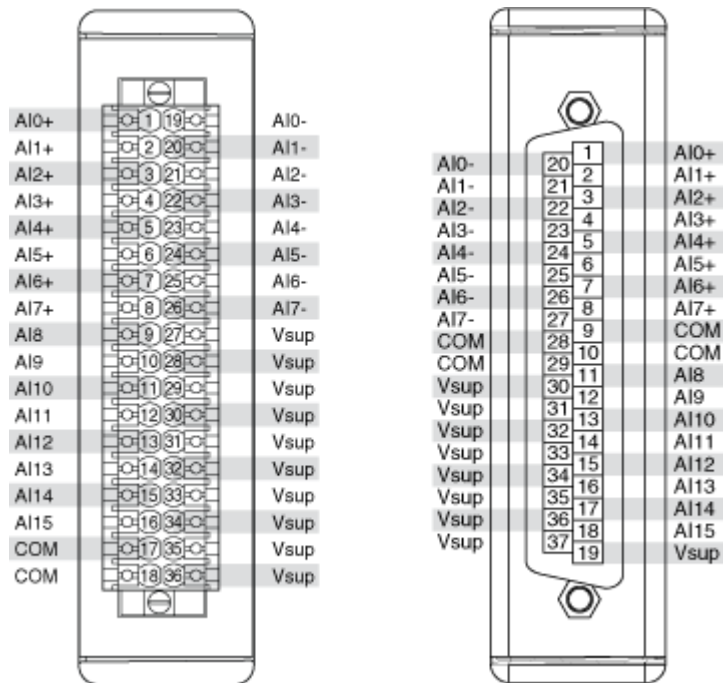 AI0+ 1 19 AI0-
AI1+ 2 20 AI1-
AI2+ 3 21 AI2-
AI3+ 4 22 AI3-
AI4+ 5 23 AI4-
AI5+ 6 24 AI5-
AI6+ 7 25 AI6-
AI7+ 8 26 AI7-
AI8 9 27 Vsup
AI9 10 28 Vsup
AI10 11 29 Vsup
AI11 12 30 Vsup
AI12 13 31 Vsup
AI13 14 32 Vsup
AI14 15 33 Vsup
AI15 16 34 Vsup
COM 17 35 Vsup
COM 18 36 Vsup
1 AI0+
AI0- 20
2 AI1+
AI1- 21
3 AI2+
AI2- 22
4 AI3+
AI3- 23
5 AI4+
AI4- 24
6 AI5+
AI5- 25
7 AI6+
AI6- 26
8 AI7+
AI7- 27
9 COM
COM 28
10 COM
COM 29
11 AI8
Vsup 30
12 AI9
Vsup 31
13 AI10
Vsup 32
14 AI11
Vsup 33
15 AI12
Vsup 34
16 AI13
Vsup 35
17 AI14
Vsup 36
18 AI15
Vsup 37
19 Vsup